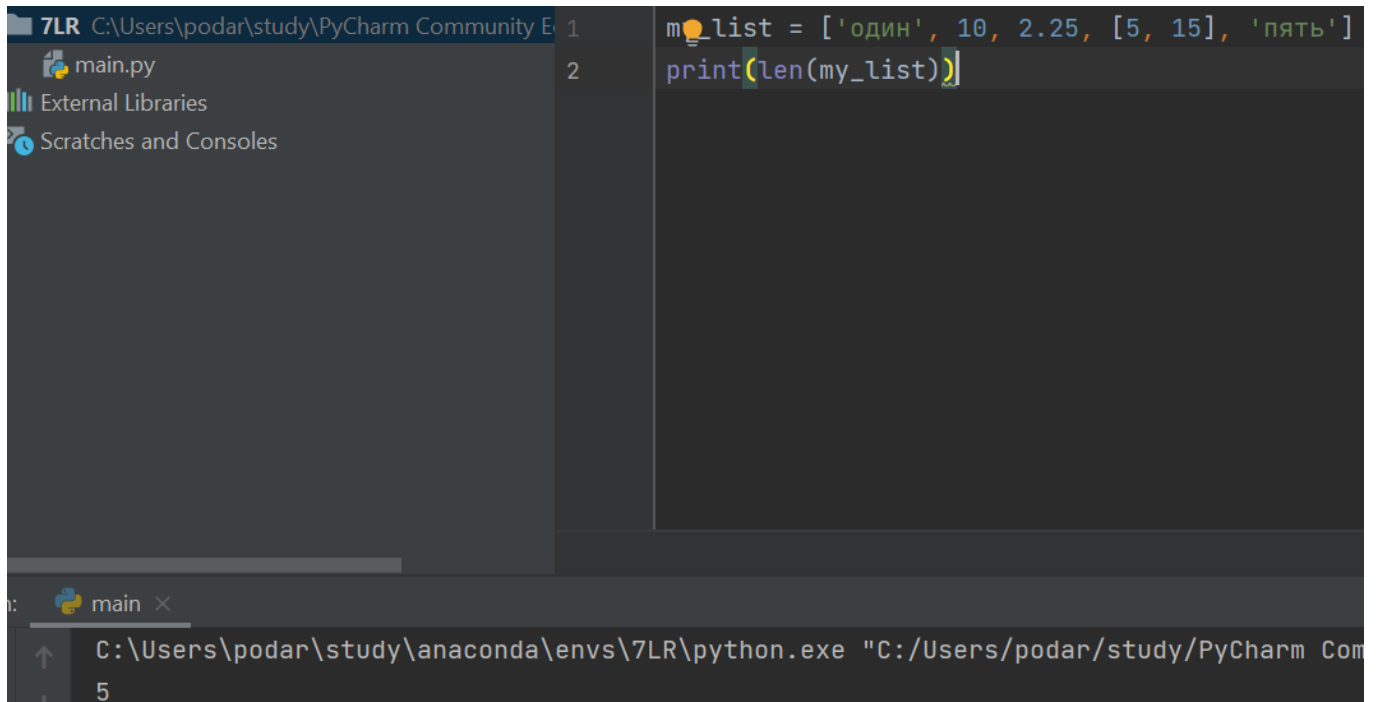 7LR C:\Users\podar\study\PyCharm Community E
main.py
External Libraries
Scratches and Consoles
1 my_list = ['один', 10, 2.25, [5, 15], 'пять']
2 print(len(my_list))
main
C:\Users\podar\study\anaconda\envs\7LR\python.exe "C:/Users/podar/study/PyCharm Com
5